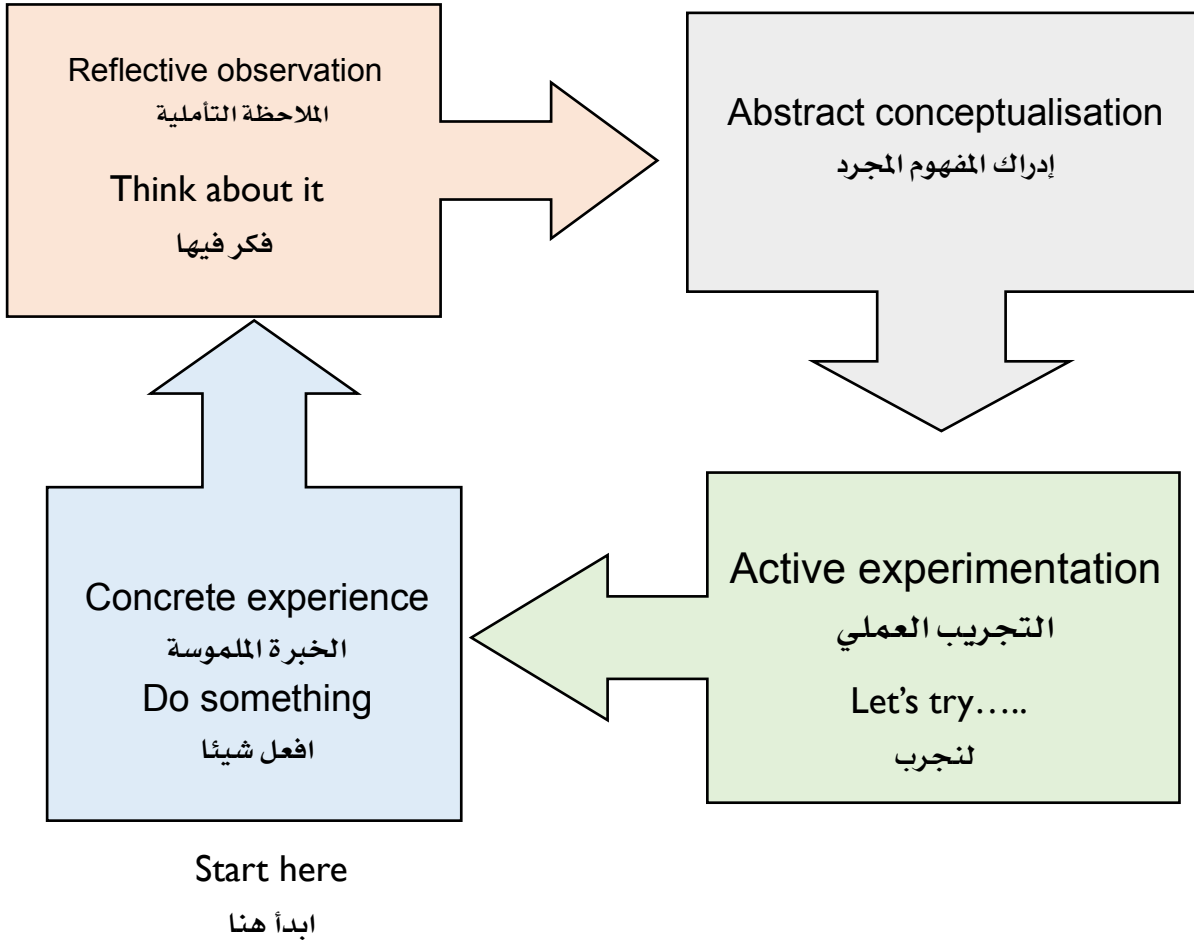 Reflective observation
الملاحظة التأملية
Think about it
فكر فيها
Abstract conceptualisation
إدراك المفهوم المجرد
Concrete experience
الخبرة الملموسة
Do something
افعل شيئا
Active experimentation
التجريب العملي
Let's try…..
لنجرب
Start here
ابدأ هنا